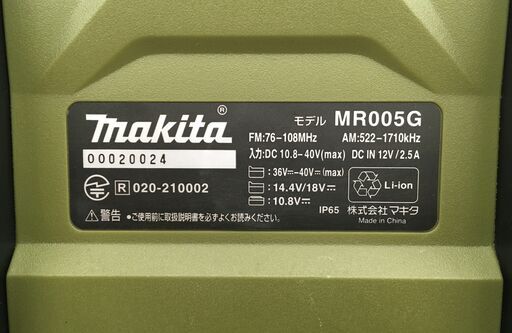 makita®
モデル MR005G
FM:76-108MHz AM:522-1710kHz
入力:DC 10.8-40V(max) DC IN 12V/2.5A
00020024
:36V⎓-40V⎓(max)
:14.4V/18V⎓
:10.8V⎓
Li-ion
R 020-210002
IP65 株式会社マキタ
Made in China
⚠警告 •ご使用前に取扱説明書を必ずよくお読みください。